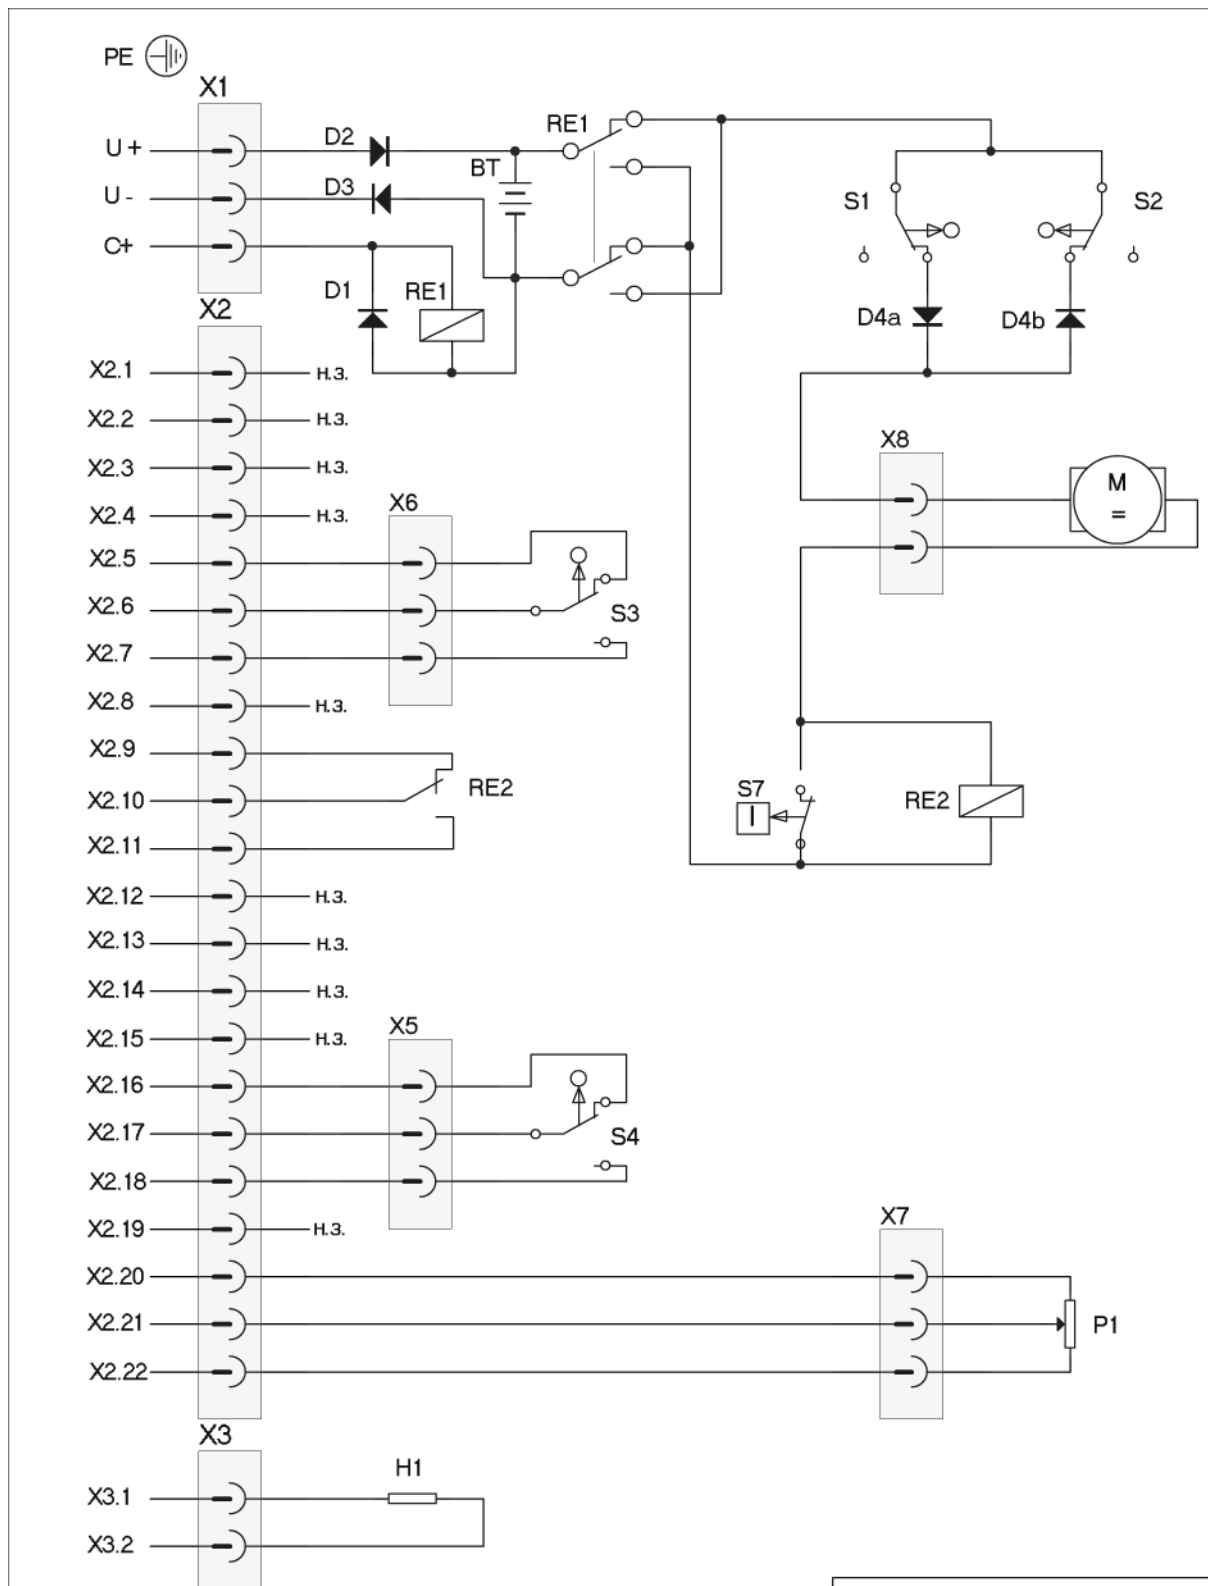 PE
X1
U+
D2
BT
RE1
U-
D3
S1
S2
C+
D1
RE1
X2
D4a
D4b
X2.1
Н.З.
X2.2
Н.З.
X8
X2.3
Н.З.
M
=
X2.4
Н.З.
X6
X2.5
X2.6
S3
X2.7
X2.8
Н.З.
X2.9
RE2
S7
I
RE2
X2.10
X2.11
X2.12
Н.З.
X2.13
Н.З.
X2.14
Н.З.
X2.15
Н.З.
X5
X2.16
X2.17
S4
X2.18
X2.19
Н.З.
X7
X2.20
X2.21
P1
X2.22
X3
H1
X3.1
X3.2